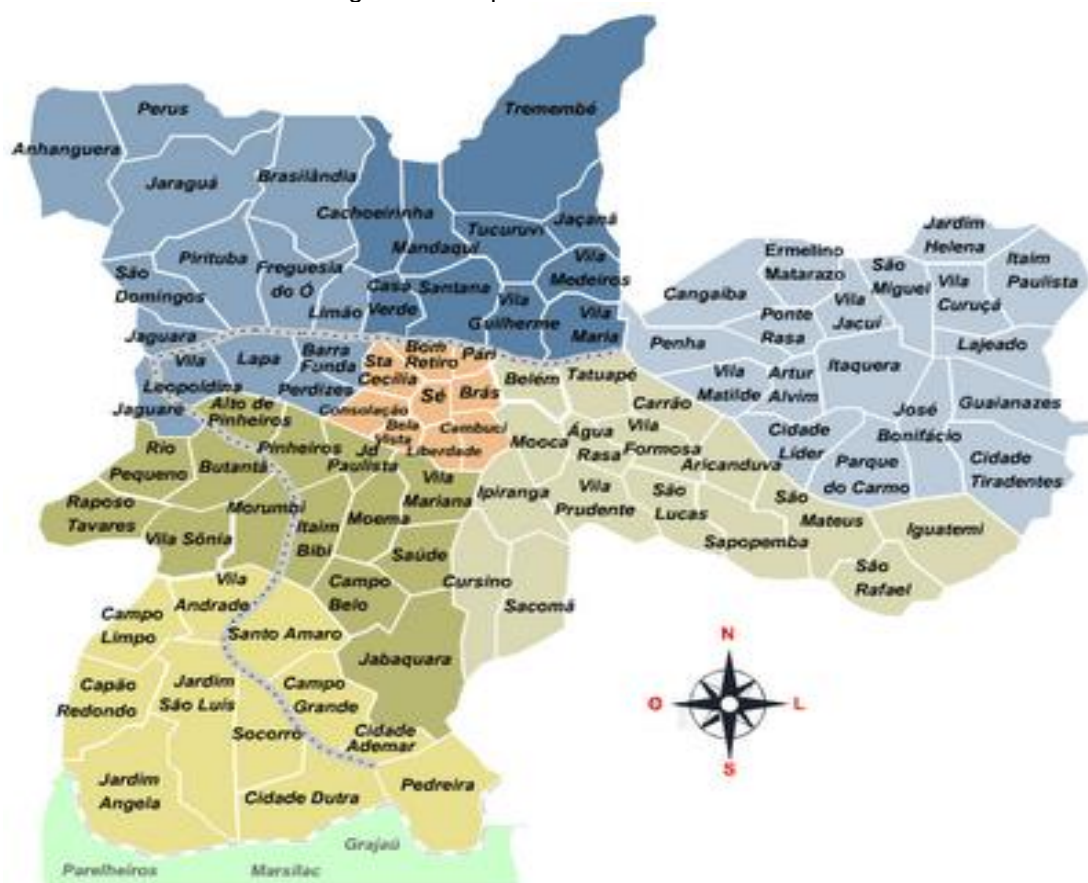 Perus
Tremembé
Anhanguera
Jaraguá
Brasilândia
Cachoeirinha
Jaçanã
Tucuruvi
Mandaqui
Pirituba
Freguesia
do Ó
São
Domingos
Vila
Medeiros
Casa
Verde
Santana
Limão
Vila
Guilherme
Vila
Maria
Jardim
Helena
Ermelino
Matarazo
São
Miguel
Itaim
Paulista
Vila
Curuçá
Cangaiba
Vila
Jacuí
Ponte
Rasa
Lajeado
Jaguara
Vila
Leopoldina
Lapa
Barra
Funda
Perdizes
Sta
Cecília
Bom
Retiro
Pari
Belém
Tatuapé
Penha
Vila
Matilde
Artur
Alvim
Itaquera
Guaianazes
Jaguaré
Alto de
Pinheiros
Consolação
Sé
Brás
Bela
Vista
Cambuci
Liberdade
Mooca
Água
Rasa
Carrão
Vila
Formosa
Aricanduva
Cidade
Líder
Parque
do Carmo
José
Bonifácio
Cidade
Tiradentes
Rio
Pequeno
Butantã
Pinheiros
Jd
Paulista
Vila
Mariana
Ipiranga
Vila
Prudente
São
Lucas
Sapopemba
São
Mateus
Iguatemi
São
Rafael
Raposo
Tavares
Vila Sônia
Morumbi
Itaim
Bibi
Moema
Saúde
Cursino
Sacomã
Vila
Andrade
Campo
Belo
Campo
Limpo
Santo Amaro
Jabaquara
Capão
Redondo
Jardim
São Luís
Campo
Grande
Socorro
Cidade
Ademar
Jardim
Angela
Cidade Dutra
Pedreira
Grajaú
Parelheiros
Marsilac
N
O
L
S